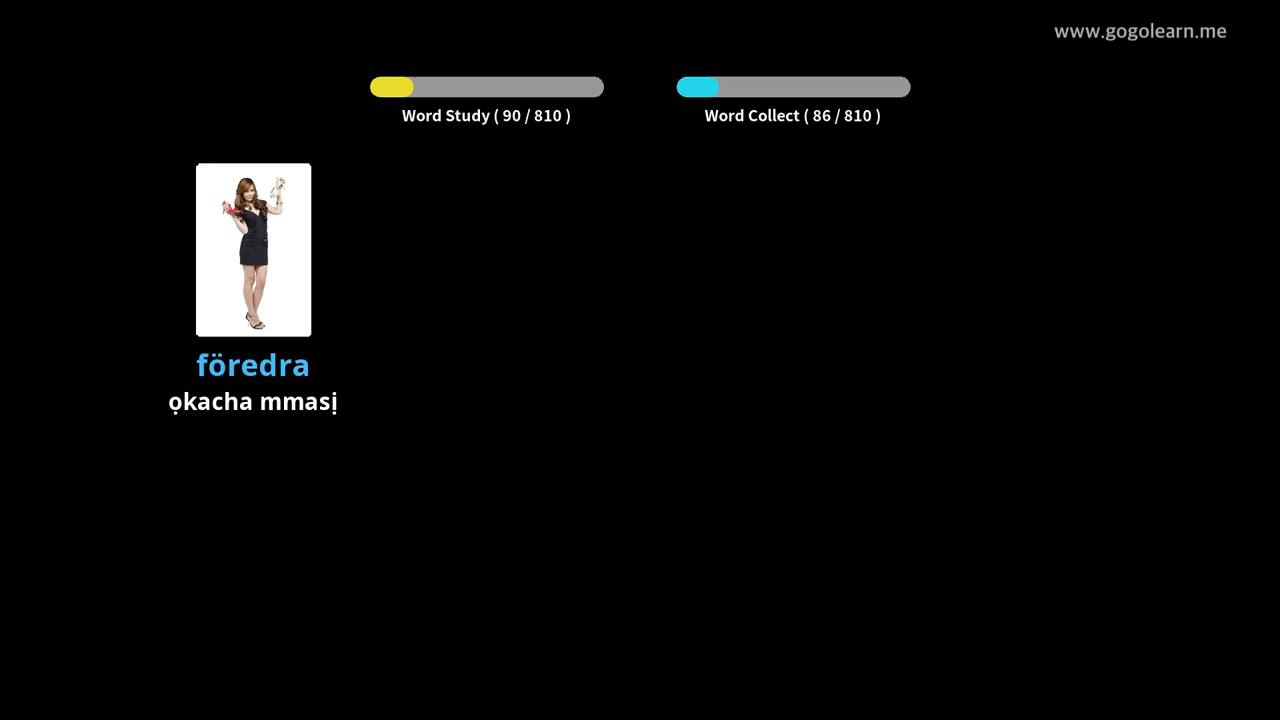 www.gogolearn.me
Word Study ( 90 / 810 )
Word Collect ( 86 / 810 )
föredra
ọkacha mmasị